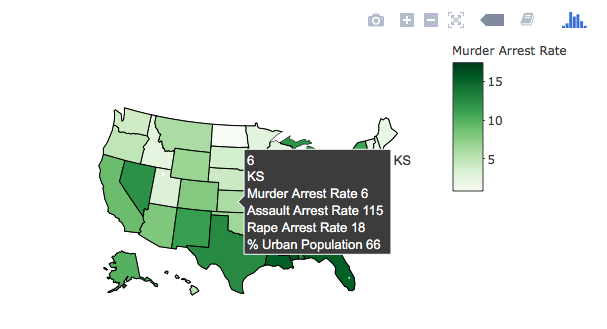 Murder Arrest Rate
15
10
5
6
KS
KS
Murder Arrest Rate 6
Assault Arrest Rate 115
Rape Arrest Rate 18
% Urban Population 66